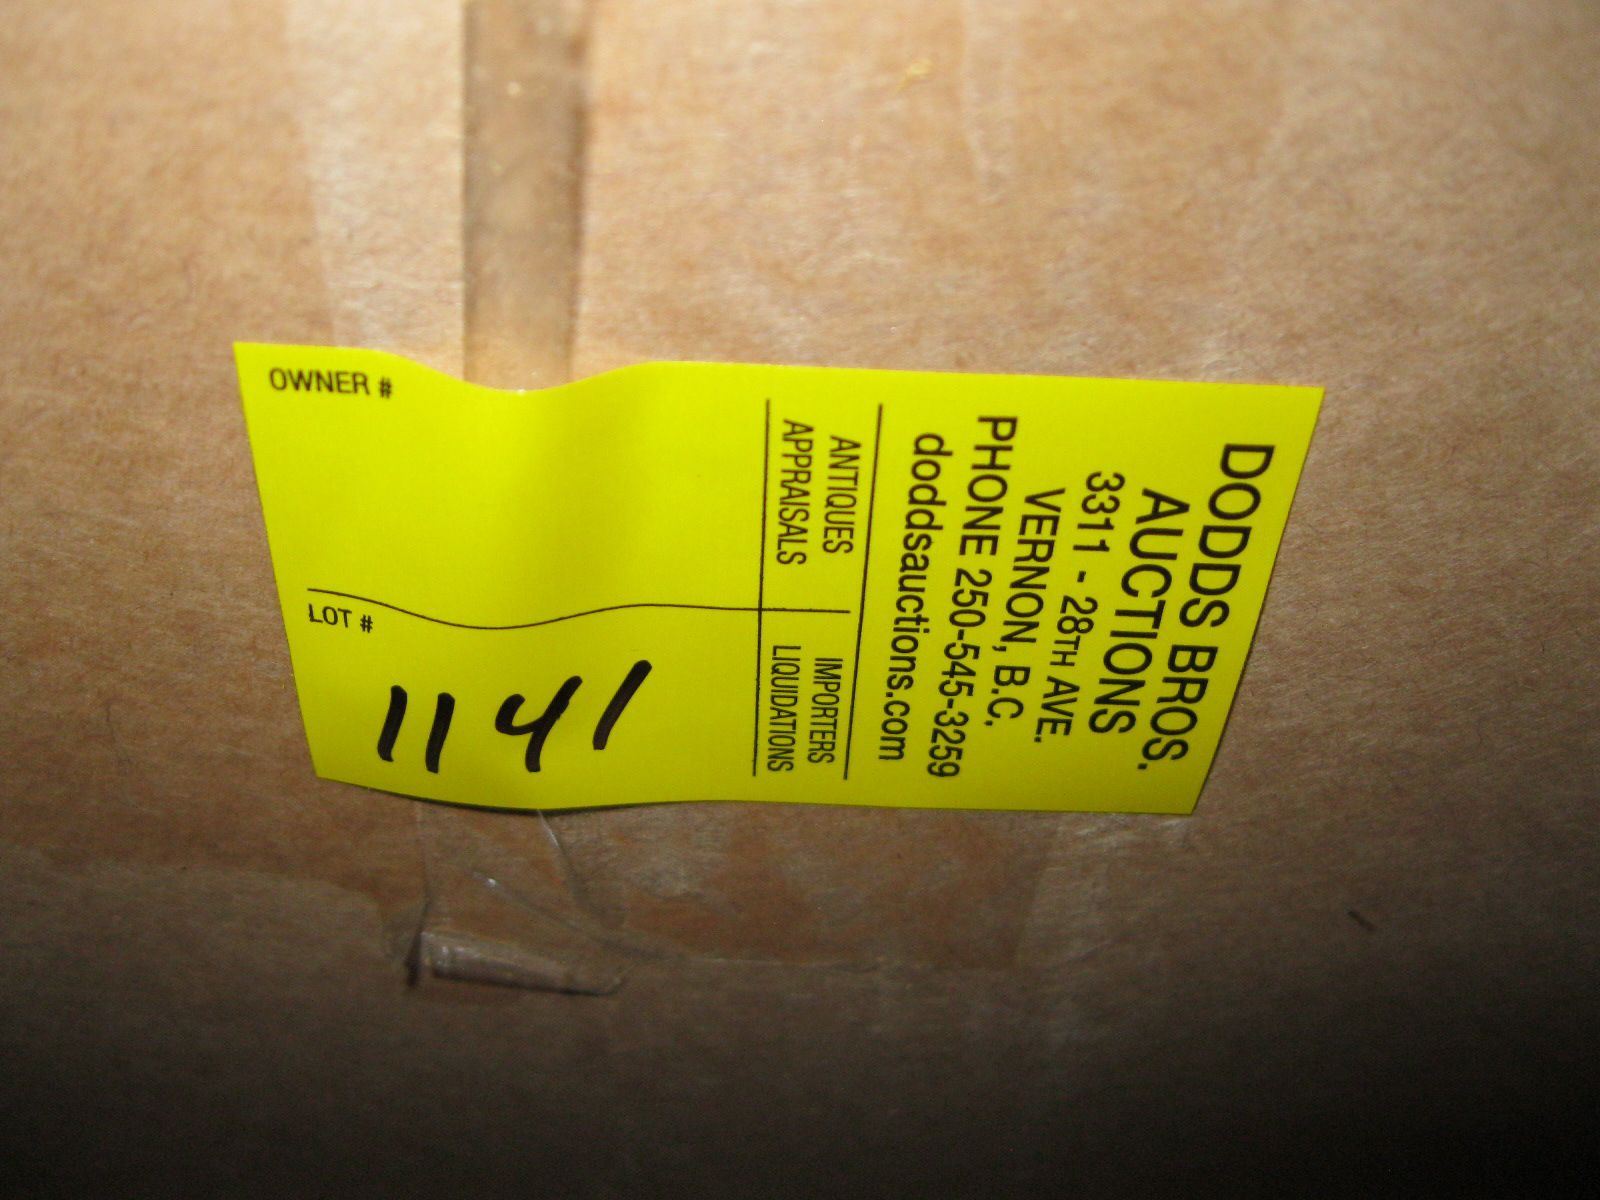 DODDS BROS.
AUCTIONS
3311 - 28TH AVE.
VERNON, B.C,
PHONE 250-545-3259
doddsauctions.com
ANTIQUES
APPRAISALS
IMPORTERS
LIQUIDATIONS
OWNER #
LOT #
1141